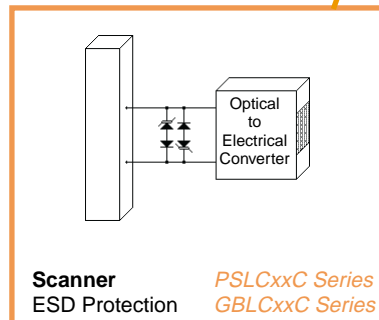 Optical
to
Electrical
Converter
Scanner PSLCxxC Series
ESD Protection GBLCxxC Series